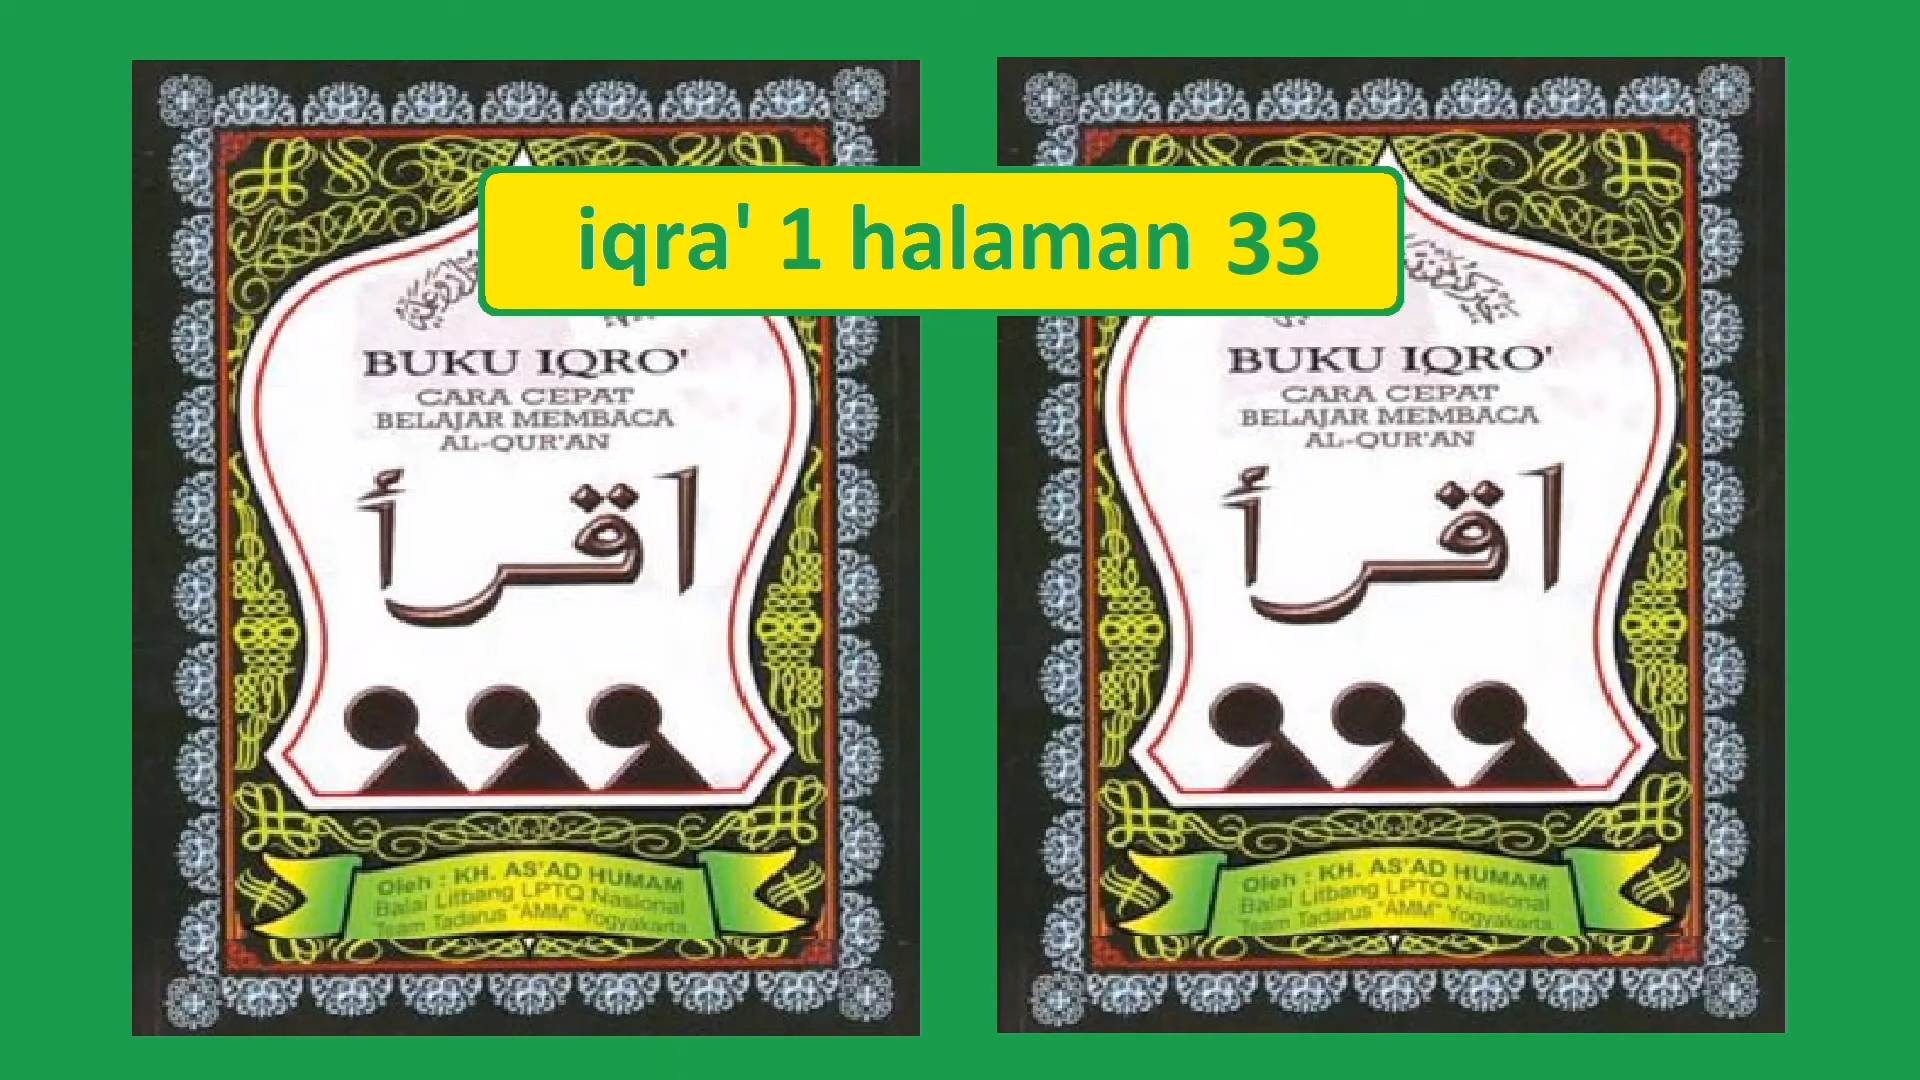 iqra' 1 halaman 33
BUKU IQRO'
CARA CEPAT
BELAJAR MEMBACA
AL-QUR'AN
اقرأ
Oleh : KH. AS'AD HUMAM
Balai Litbang LPTQ Nasional
Team Tadarus "AMM" Yogyakarta
BUKU IQRO'
CARA CEPAT
BELAJAR MEMBACA
AL-QUR'AN
اقرأ
Oleh : KH. AS'AD HUMAM
Balai Litbang LPTQ Nasional
Team Tadarus "AMM" Yogyakarta